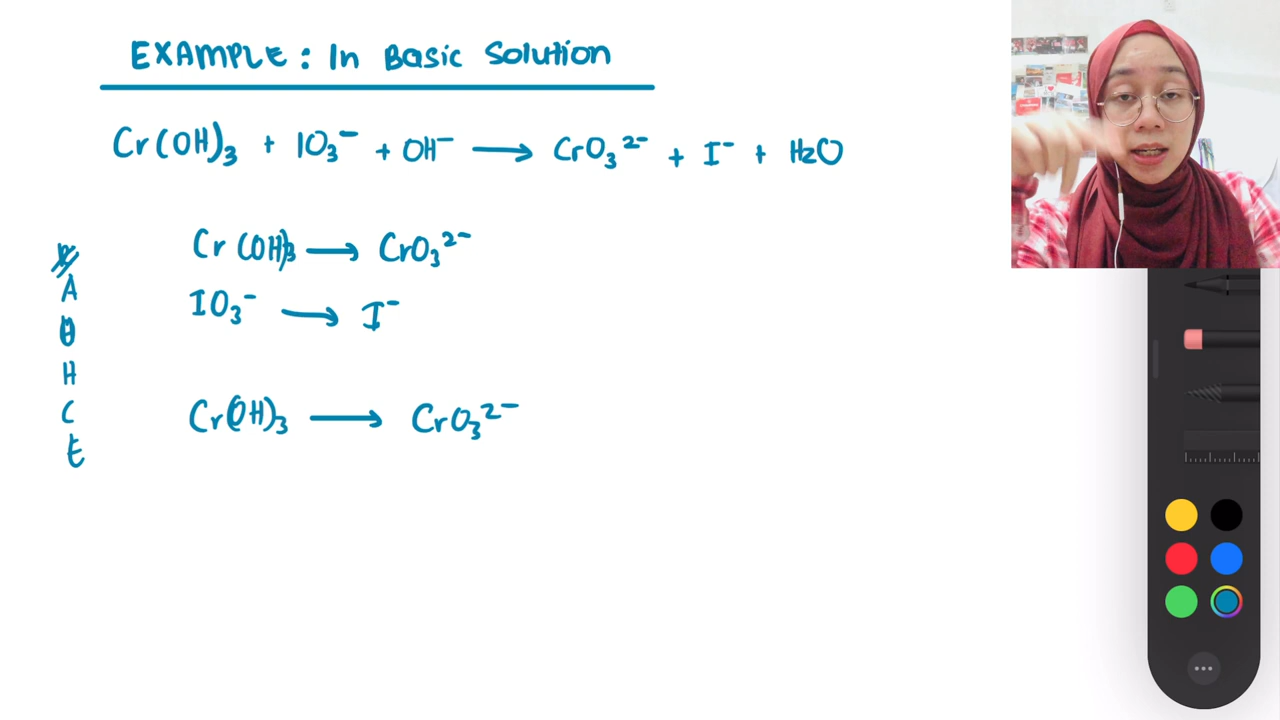 EXAMPLE: In Basic Solution
Cr(OH)₃ + IO₃⁻ + OH⁻ ⟶ CrO₃²⁻ + I⁻ + H₂O
Cr(OH)₃ ⟶ CrO₃²⁻
IO₃⁻ ⟶ I⁻
Cr(OH)₃ ⟶ CrO₃²⁻
A
O
H
C
E